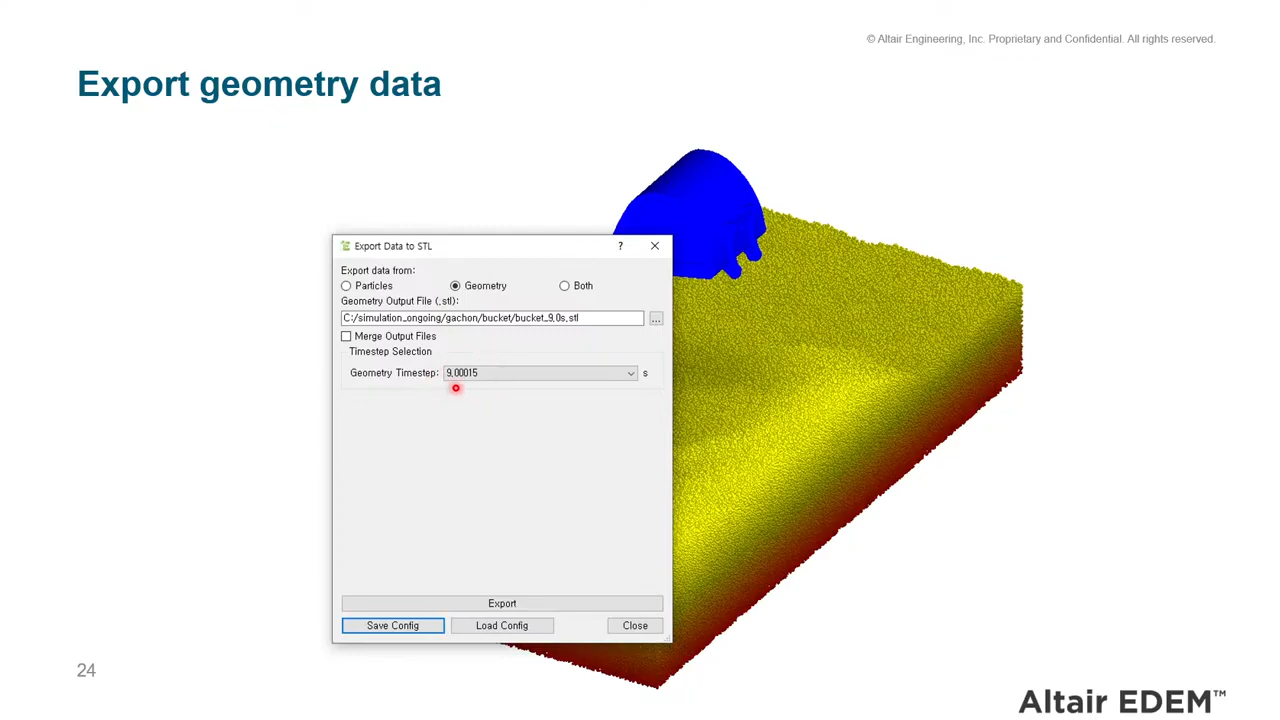 © Altair Engineering, Inc. Proprietary and Confidential. All rights reserved.
Export geometry data
Export Data to STL
Export data from:
Particles Geometry Both
Geometry Output File (.stl):
C:/simulation_ongoing/gachon/bucket/bucket_9.0s.stl ...
Merge Output Files
Timestep Selection
Geometry Timestep: 9.00015 s
Export
Save Config Load Config Close
24
Altair EDEM™